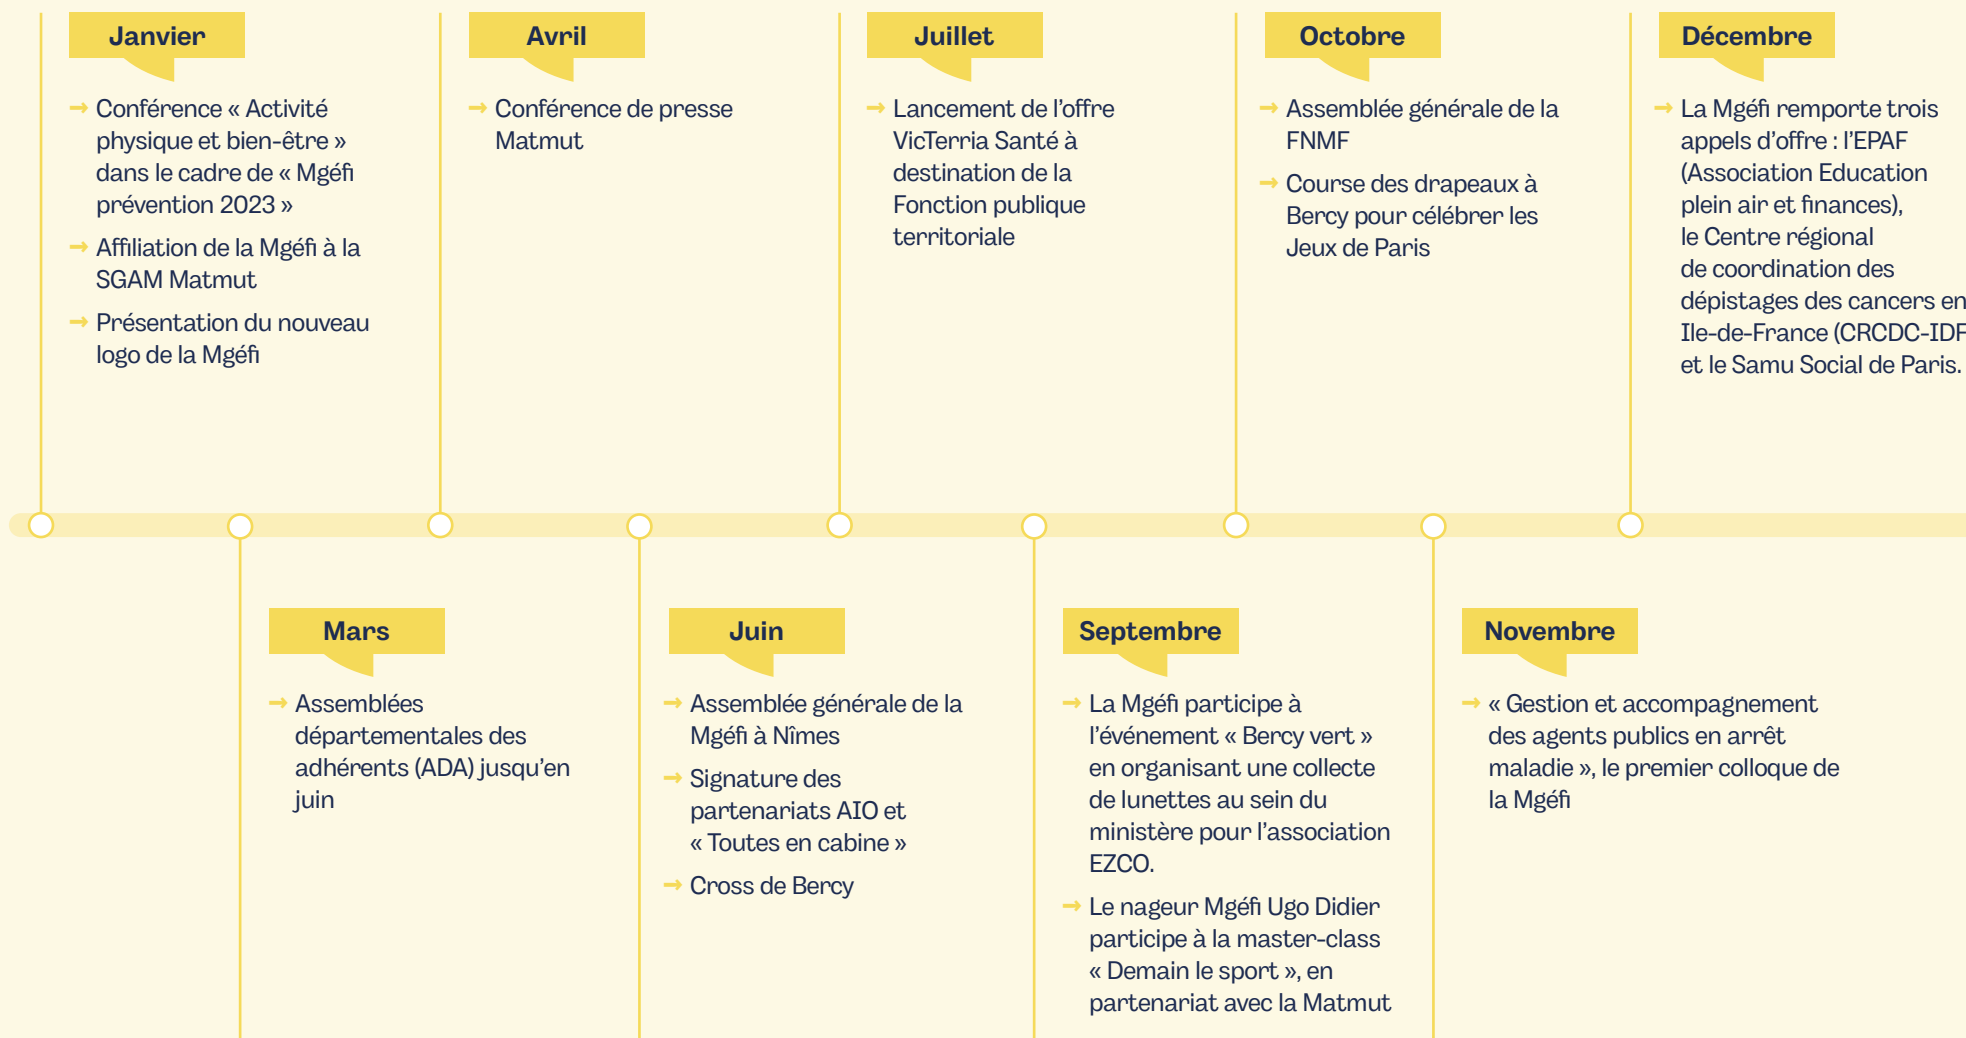 Janvier
→ Conférence « Activité
physique et bien-être »
dans le cadre de « Mgéfi
prévention 2023 »
→ Affiliation de la Mgéfi à la
SGAM Matmut
→ Présentation du nouveau
logo de la Mgéfi
Avril
→ Conférence de presse
Matmut
Juillet
→ Lancement de l’offre
VicTerria Santé à
destination de la
Fonction publique
territoriale
Octobre
→ Assemblée générale de la
FNMF
→ Course des drapeaux à
Bercy pour célébrer les
Jeux de Paris
Décembre
→ La Mgéfi remporte trois
appels d’offre : l’EPAF
(Association Education
plein air et finances),
le Centre régional
de coordination des
dépistages des cancers en
Ile-de-France (CRCDC-IDF
et le Samu Social de Paris.
Mars
→ Assemblées
départementales des
adhérents (ADA) jusqu’en
juin
Juin
→ Assemblée générale de la
Mgéfi à Nîmes
→ Signature des
partenariats AIO et
« Toutes en cabine »
→ Cross de Bercy
Septembre
→ La Mgéfi participe à
l’événement « Bercy vert »
en organisant une collecte
de lunettes au sein du
ministère pour l’association
EZCO.
→ Le nageur Mgéfi Ugo Didier
participe à la master-class
« Demain le sport », en
partenariat avec la Matmut
Novembre
→ « Gestion et accompagnement
des agents publics en arrêt
maladie », le premier colloque de
la Mgéfi